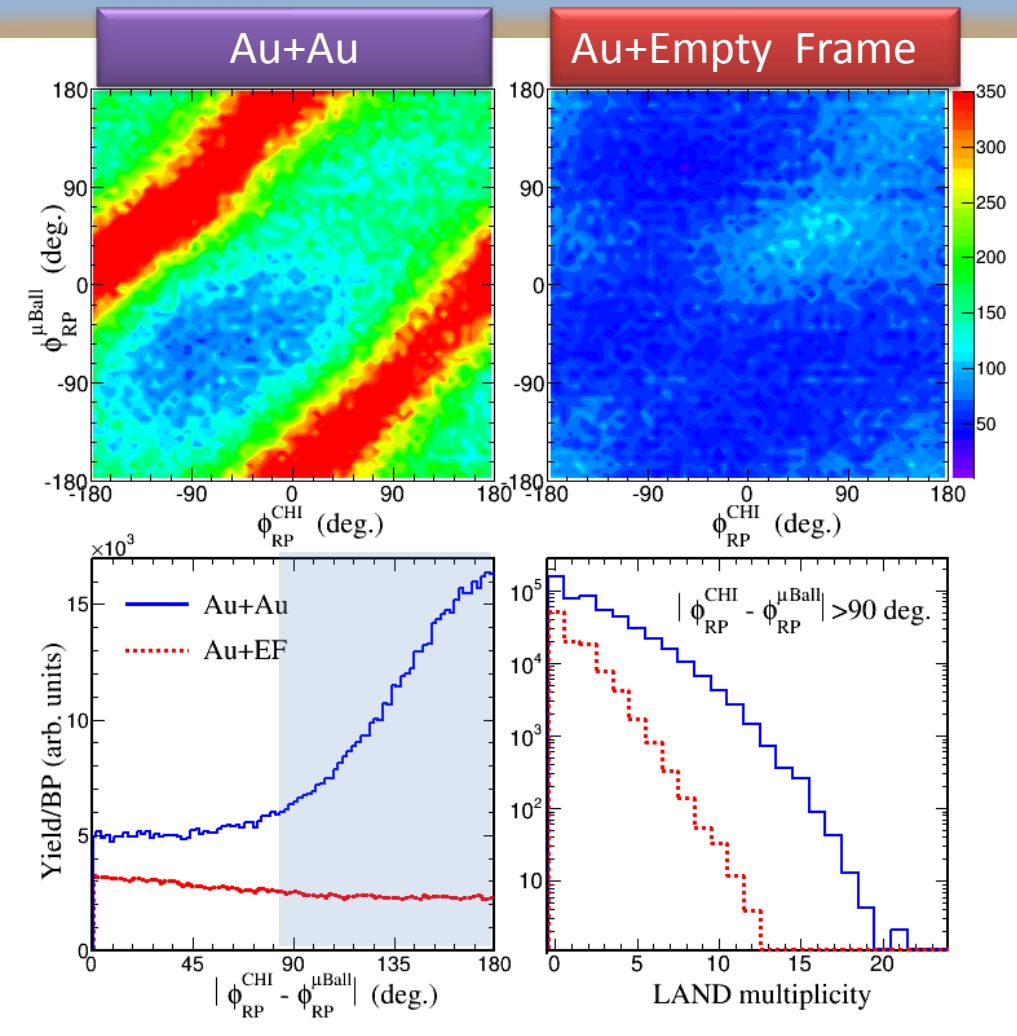 Au+Au
Au+Empty Frame
180
90
0
-90
-180
ϕ_RP^μBall (deg.)
-180 -90 0 90 180
ϕ_RP^CHI (deg.)
-180 -90 0 90 180
ϕ_RP^CHI (deg.)
350
300
250
200
150
100
50
×10^3
15
10
5
0
Yield/BP (arb. units)
Au+Au
Au+EF
0 45 90 135 180
| ϕ_RP^CHI - ϕ_RP^μBall | (deg.)
| ϕ_RP^CHI - ϕ_RP^μBall | >90 deg.
10^5
10^4
10^3
10^2
10
0 5 10 15 20
LAND multiplicity